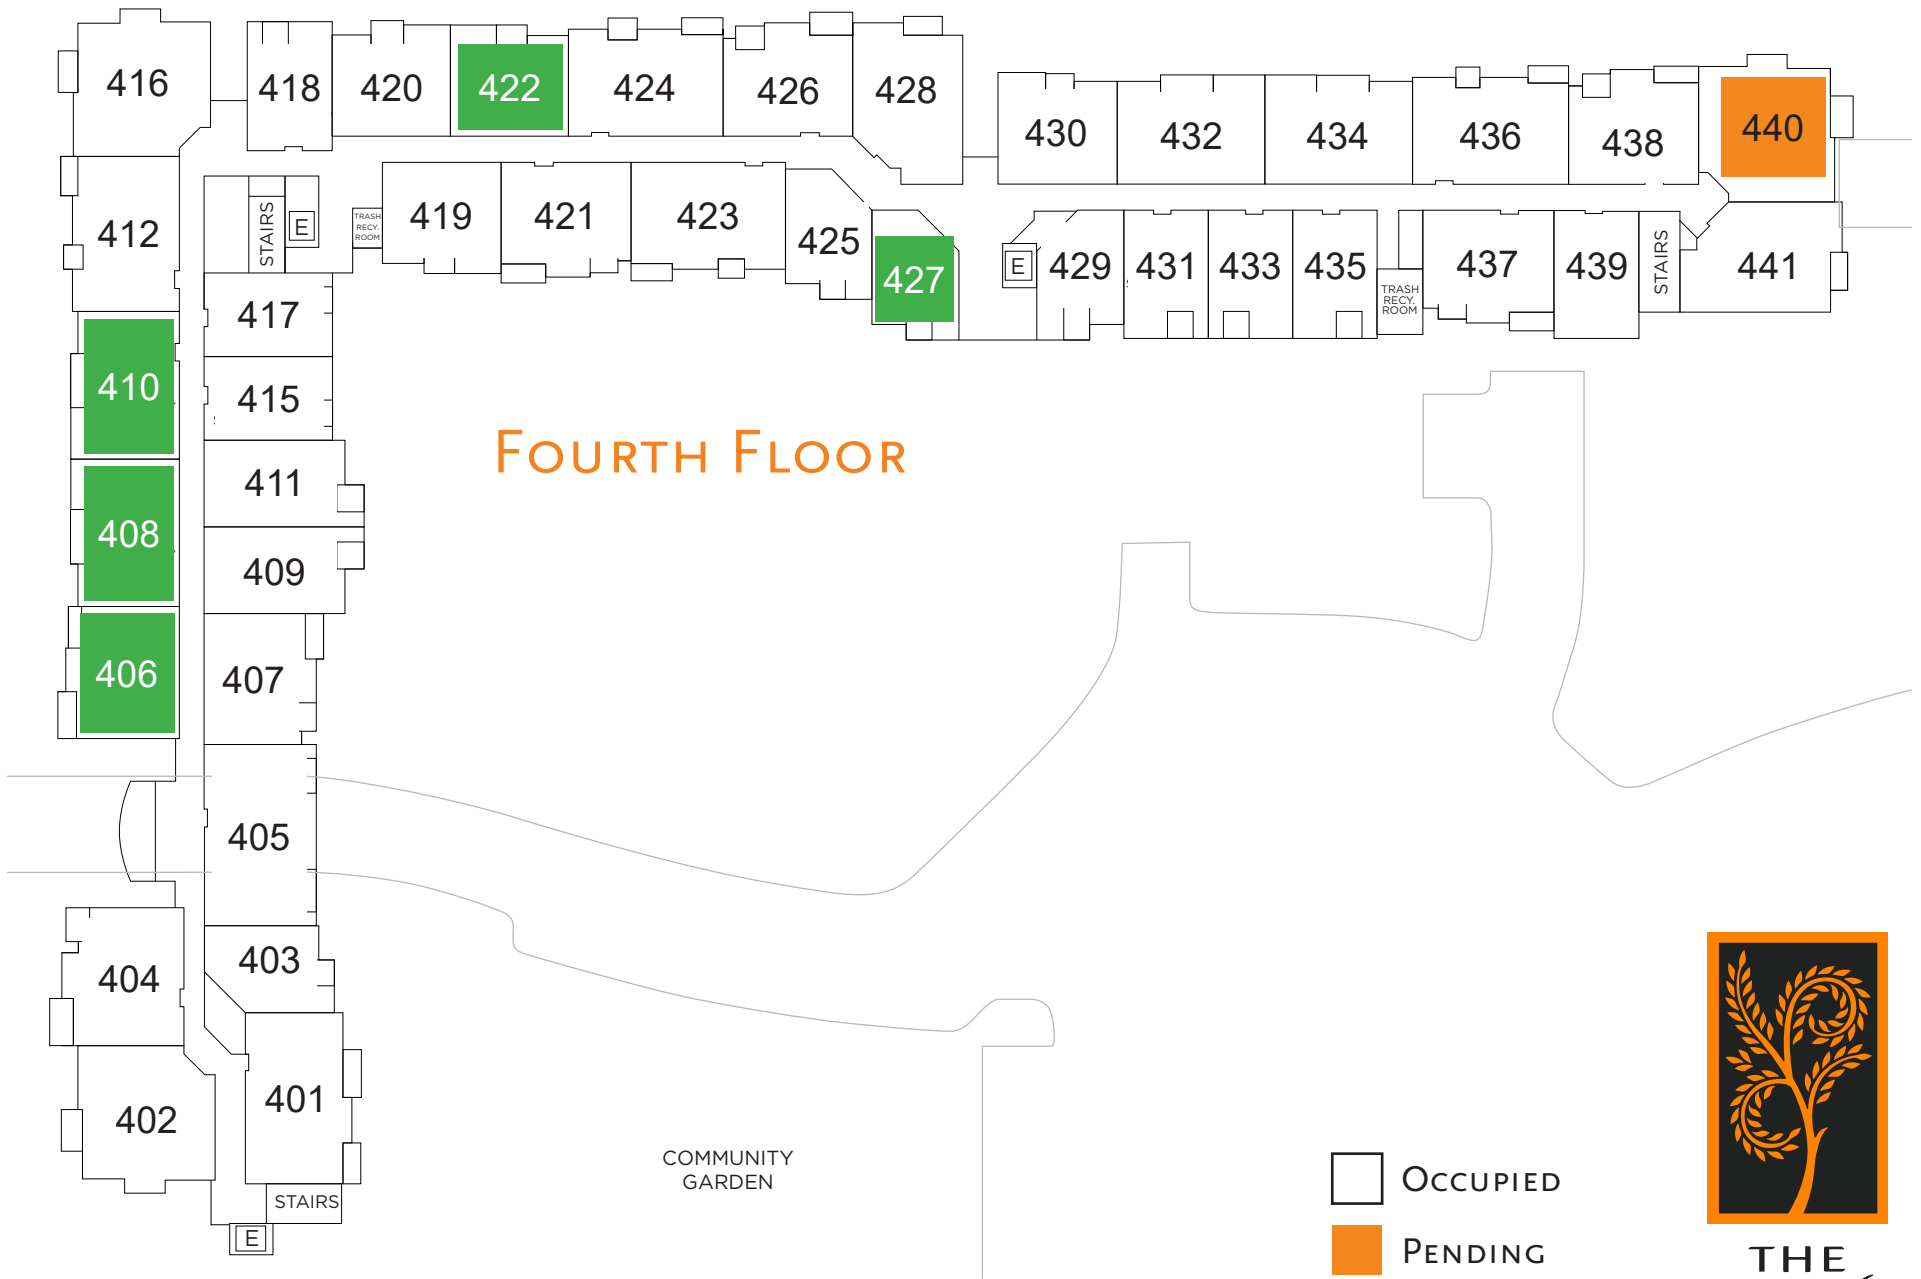 416
418
420
422
424
426
428
430
432
434
436
438
440
412
STAIRS
E
TRASH
RECY.
ROOM
419
421
423
425
427
E
429
431
433
435
TRASH
RECY.
ROOM
437
439
STAIRS
441
417
410
415
FOURTH FLOOR
411
408
409
406
407
405
404
403
402
401
STAIRS
E
COMMUNITY
GARDEN
OCCUPIED
PENDING
THE